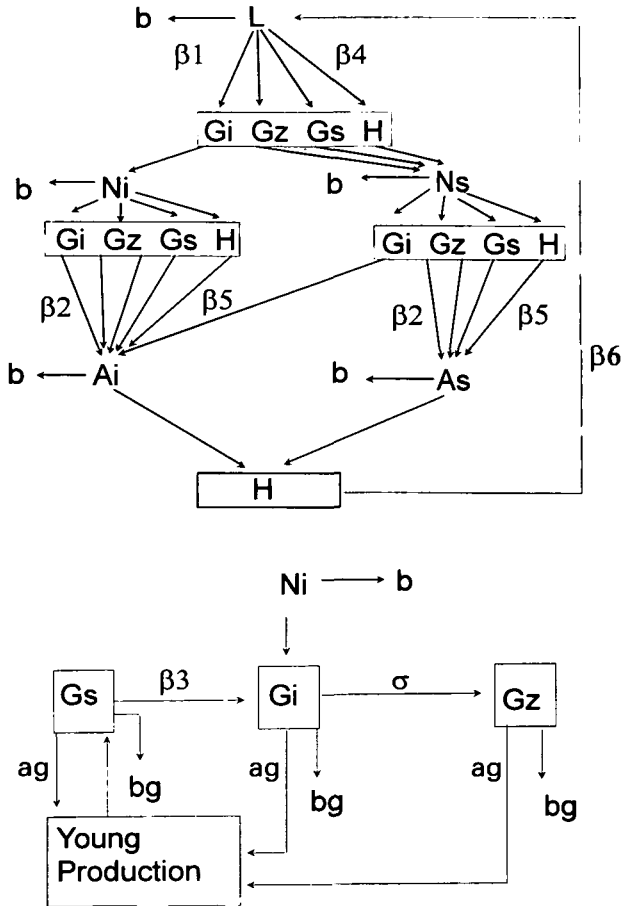 b L
β1 β4
Gi Gz Gs H
b Ni b Ns
Gi Gz Gs H Gi Gz Gs H
β2 β5 β2 β5
β6
b Ai b As
H
Ni b
Gs β3 Gi σ Gz
ag bg ag bg ag bg
Young
Production